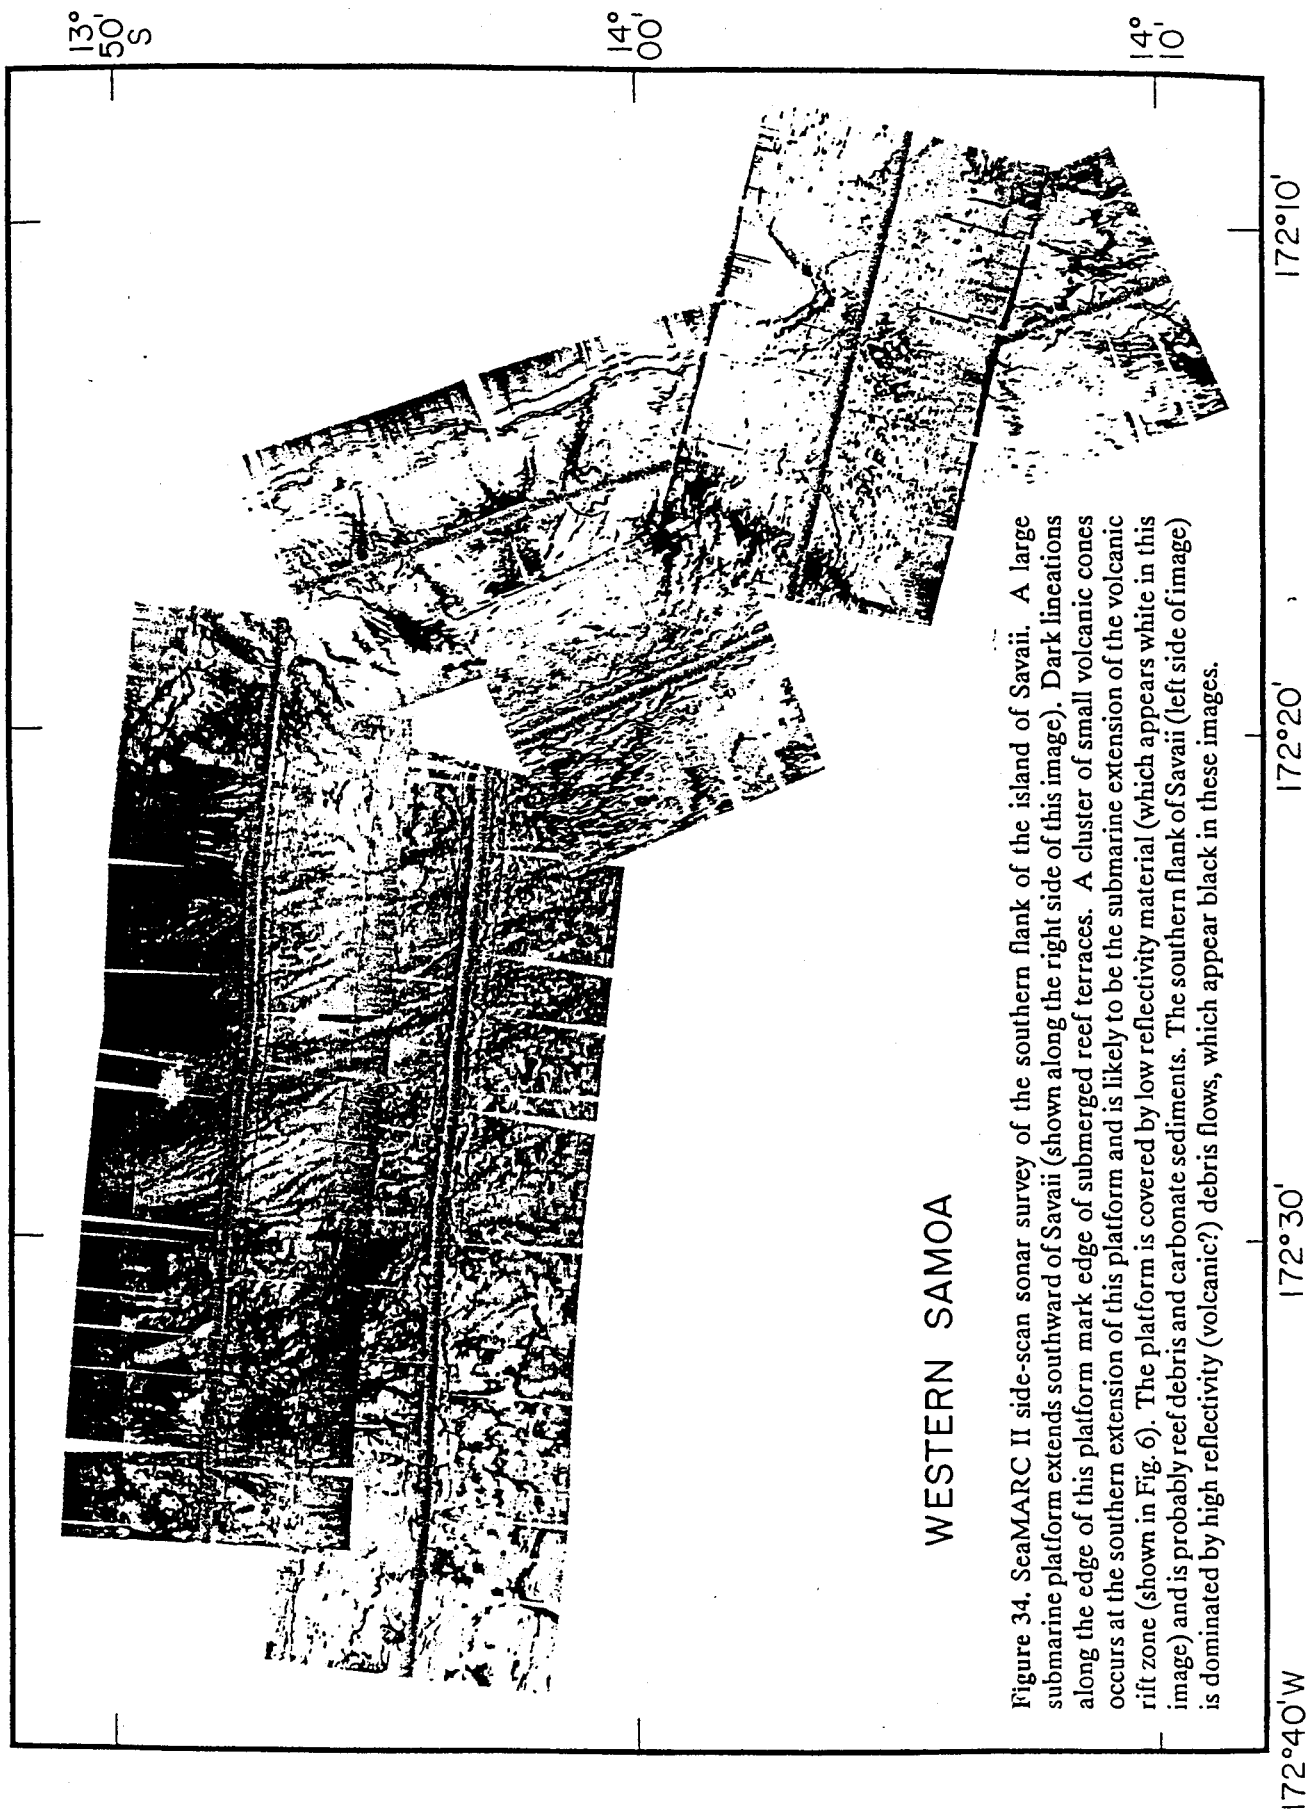 13°
50'
S
14°
00'
14°
10'
WESTERN SAMOA
Figure 34. SeaMARC II side-scan sonar survey of the southern flank of the island of Savaii. A large
submarine platform extends southward of Savaii (shown along the right side of this image). Dark lineations
along the edge of this platform mark edge of submerged reef terraces. A cluster of small volcanic cones
occurs at the southern extension of this platform and is likely to be the submarine extension of the volcanic
rift zone (shown in Fig. 6). The platform is covered by low reflectivity material (which appears white in this
image) and is probably reef debris and carbonate sediments. The southern flank of Savaii (left side of image)
is dominated by high reflectivity (volcanic?) debris flows, which appear black in these images.
172°40'W
172°30'
172°20'
172°10'